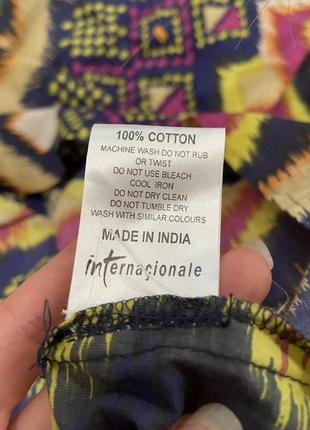 100% COTTON
MACHINE WASH DO NOT RUB
OR TWIST
DO NOT USE BLEACH
COOL IRON
DO NOT DRY CLEAN
DO NOT TUMBLE DRY
WASH WITH SIMILAR COLOURS
MADE IN INDIA
internaçionale